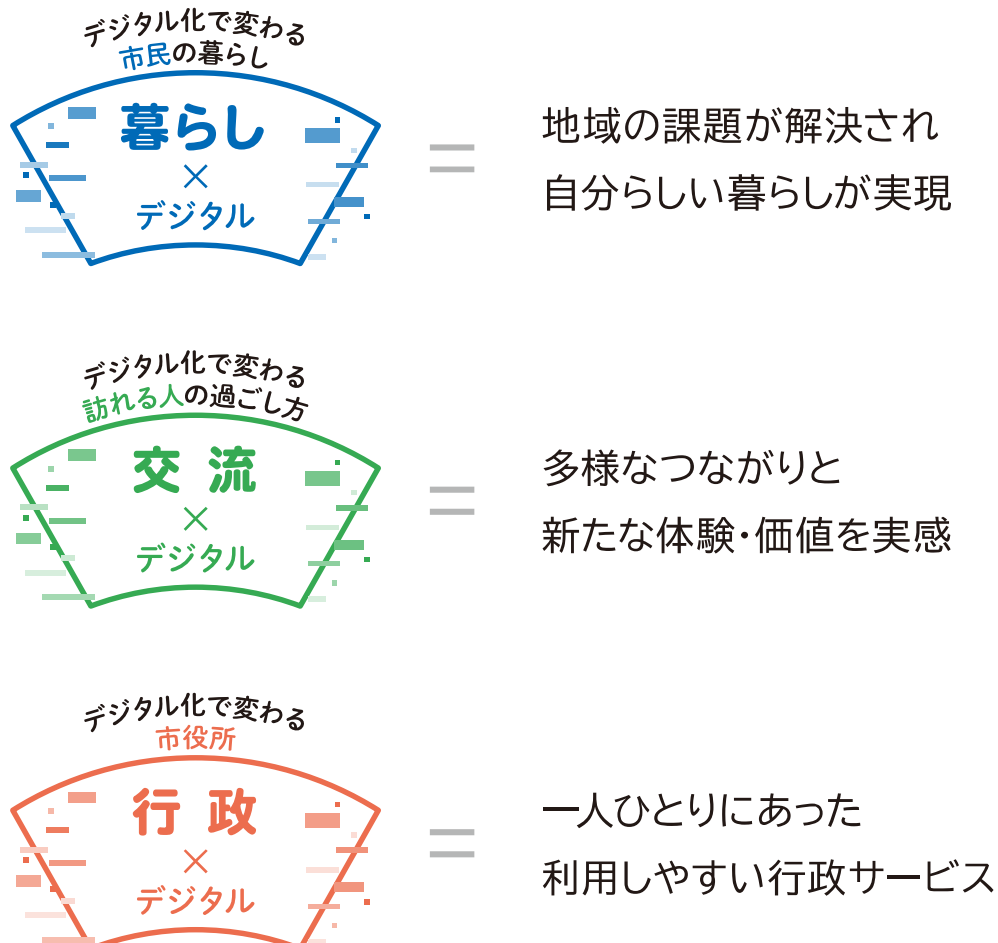 デジタル化で変わる
市民の暮らし
暮らし
×
デジタル
=
地域の課題が解決され
自分らしい暮らしが実現
デジタル化で変わる
訪れる人の過ごし方
交流
×
デジタル
=
多様なつながりと
新たな体験・価値を実感
デジタル化で変わる
市役所
行政
×
デジタル
=
一人ひとりにあった
利用しやすい行政サービス